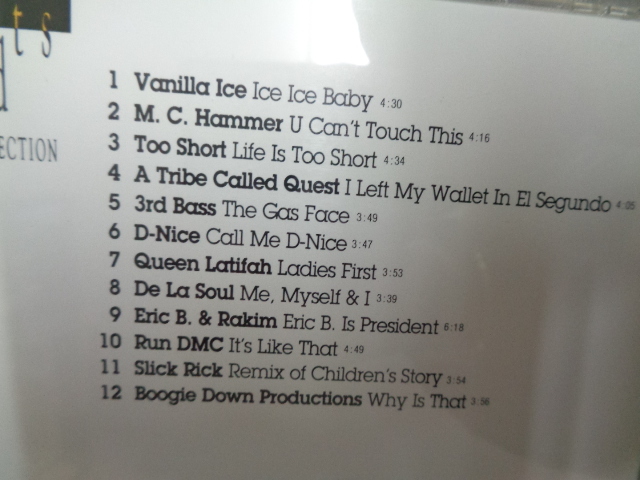 ts
d
ECTION
1 Vanilla Ice Ice Ice Baby 4:30
2 M. C. Hammer U Can't Touch This 4:16
3 Too Short Life Is Too Short 4:34
4 A Tribe Called Quest I Left My Wallet In El Segundo 4:05
5 3rd Bass The Gas Face 3:49
6 D-Nice Call Me D-Nice 3:47
7 Queen Latifah Ladies First 3:53
8 De La Soul Me, Myself & I 3:39
9 Eric B. & Rakim Eric B. Is President 6:18
10 Run DMC It's Like That 4:49
11 Slick Rick Remix of Children's Story 3:54
12 Boogie Down Productions Why Is That 3:56